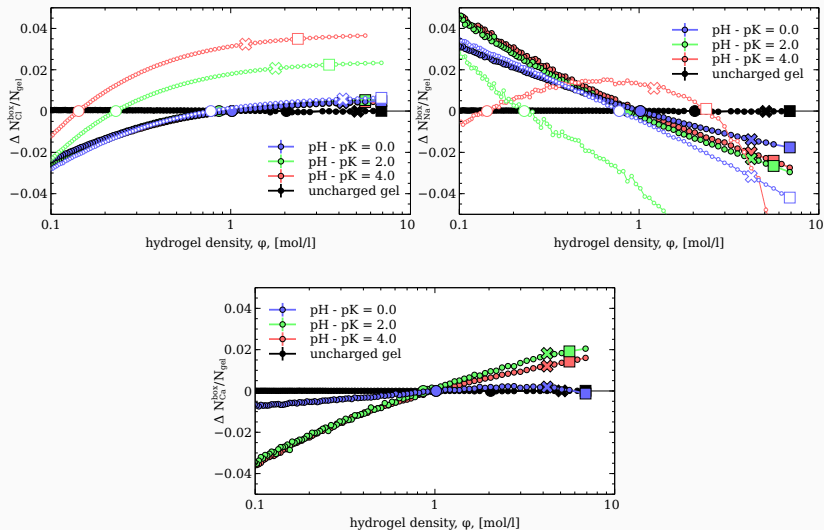 0.04
0.02
0.00
−0.02
−0.04
Δ N_Cl^box/N_gel
pH - pK = 0.0
pH - pK = 2.0
pH - pK = 4.0
uncharged gel
0.1
1
10
hydrogel density, φ, [mol/l]
0.04
0.02
0.00
−0.02
−0.04
Δ N_Na^box/N_gel
pH - pK = 0.0
pH - pK = 2.0
pH - pK = 4.0
uncharged gel
0.1
1
10
hydrogel density, φ, [mol/l]
0.04
0.02
0.00
−0.02
−0.04
Δ N_Ca^box/N_gel
pH - pK = 0.0
pH - pK = 2.0
pH - pK = 4.0
uncharged gel
0.1
1
10
hydrogel density, φ, [mol/l]